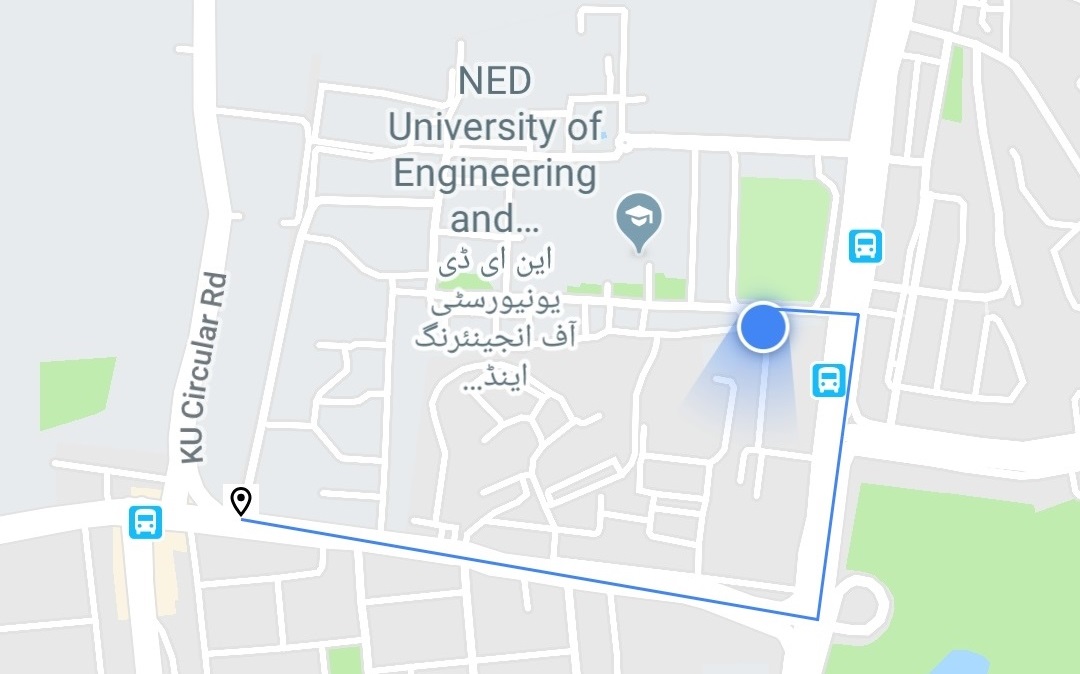 NED
University of
Engineering
and...
این ای ڈی
یونیورسٹی
آف انجینئرنگ
اینڈ...
KU Circular Rd